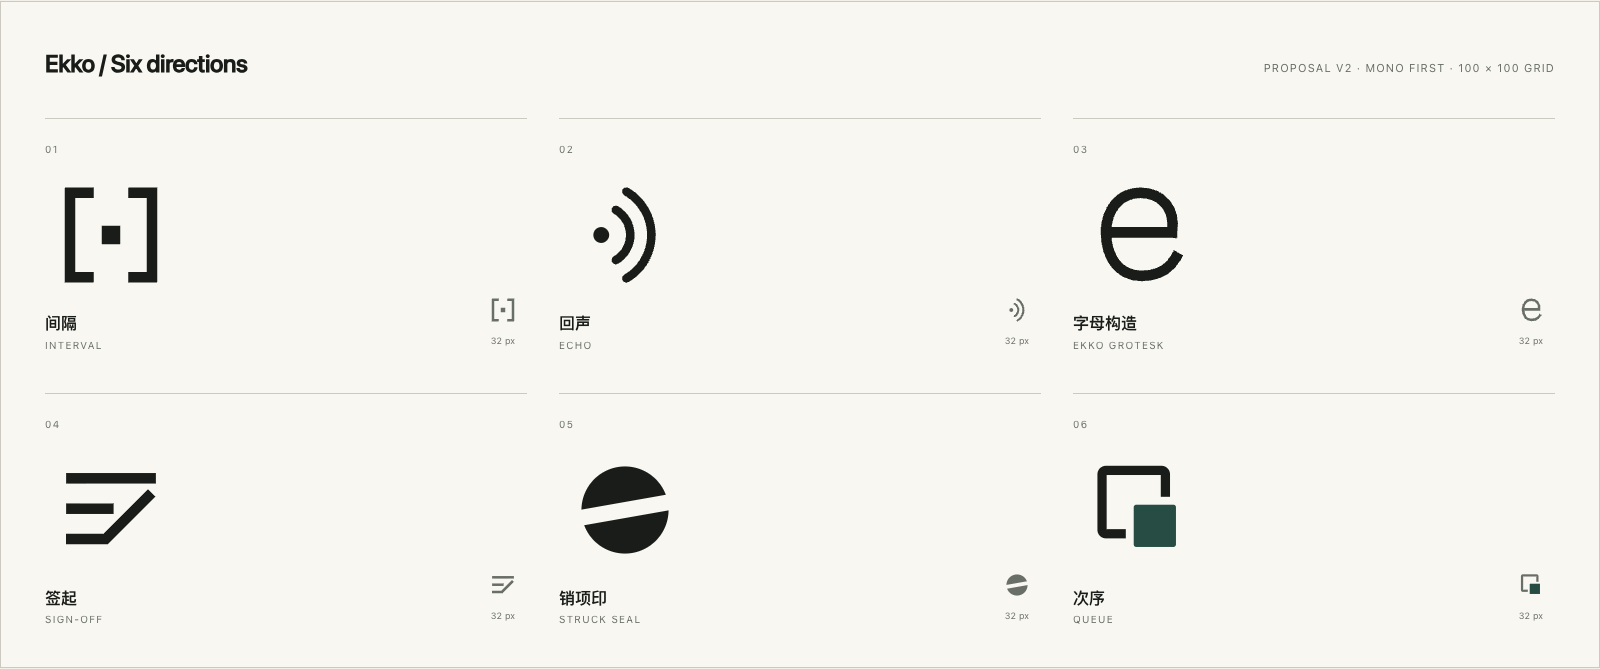 Ekko / Six directions
PROPOSAL V2 · MONO FIRST · 100 × 100 GRID
01
间隔
INTERVAL
32 px
02
回声
ECHO
32 px
03
字母构造
EKKO GROTESK
32 px
04
签起
SIGN-OFF
32 px
05
销项印
STRUCK SEAL
32 px
06
次序
QUEUE
32 px